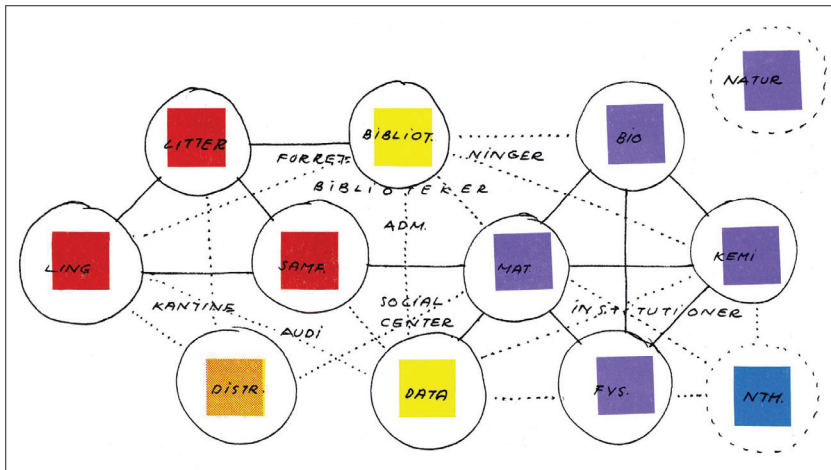 NATUR
LITTER
BIBLIOT.
BIO
FORRET- NINGER
BIBLIOTEKER
ADM.
LING
SAMF.
MAT.
KEMI
KANTINE
SOCIAL
CENTER
INSTITUTIONER
AUDI
DISTR.
DATA
FYS.
NTH.